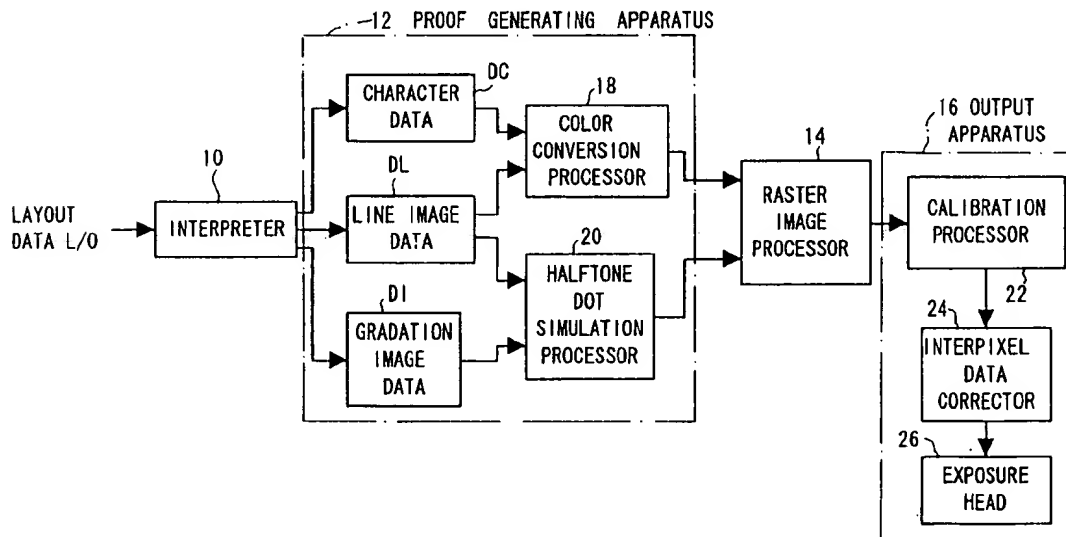 12 PROOF GENERATING APPARATUS
DC
CHARACTER
DATA
18
COLOR
CONVERSION
PROCESSOR
16 OUTPUT
APPARATUS
10
DL
14
LAYOUT
DATA L/O
INTERPRETER
LINE IMAGE
DATA
RASTER
IMAGE
PROCESSOR
CALIBRATION
PROCESSOR
22
DI
GRADATION
IMAGE
DATA
20
HALFTONE
DOT
SIMULATION
PROCESSOR
24
INTERPIXEL
DATA
CORRECTOR
26
EXPOSURE
HEAD